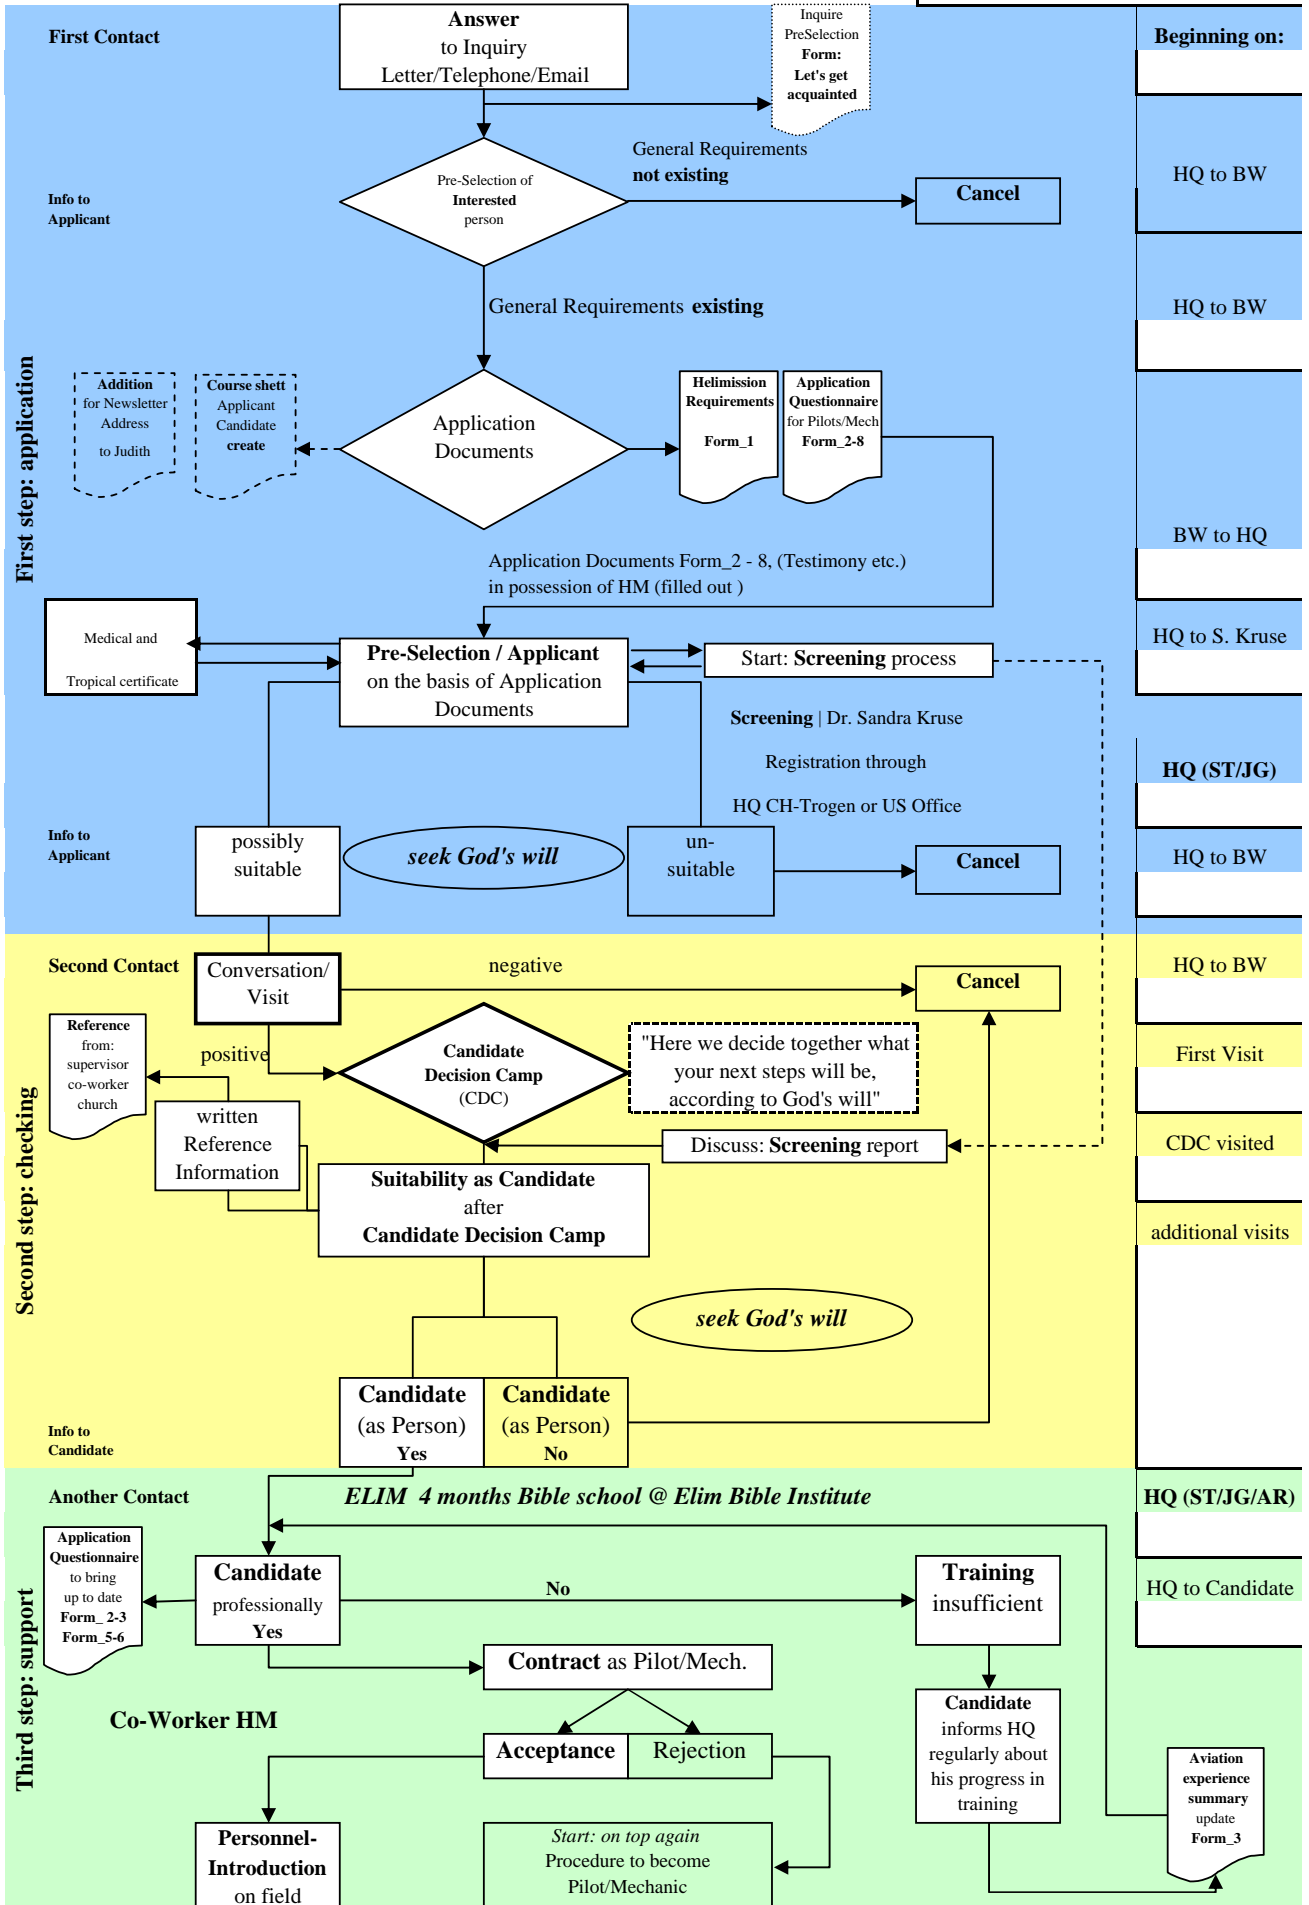 First Contact
Answer
to Inquiry
Letter/Telephone/Email
Inquire
PreSelection
Form:
Let's get
acquainted
Beginning on:
General Requirements
not existing
Pre-Selection of
Interested
person
Cancel
HQ to BW
Info to
Applicant
General Requirements existing
HQ to BW
First step: application
Addition
for Newsletter
Address
to Judith
Course shett
Applicant
Candidate
create
Application
Documents
Helimission
Requirements
Form_1
Application
Questionnaire
for Pilots/Mech
Form_2-8
BW to HQ
Application Documents Form_2 - 8, (Testimony etc.)
in possession of HM (filled out )
Medical and
Tropical certificate
Pre-Selection / Applicant
on the basis of Application
Documents
Start: Screening process
HQ to S. Kruse
Screening | Dr. Sandra Kruse
Registration through
HQ CH-Trogen or US Office
HQ (ST/JG)
Info to
Applicant
possibly
suitable
seek God's will
un-
suitable
Cancel
HQ to BW
Second Contact
Conversation/
Visit
negative
Cancel
HQ to BW
Second step: checking
Reference
from:
supervisor
co-worker
church
positive
Candidate
Decision Camp
(CDC)
"Here we decide together what
your next steps will be,
according to God's will"
First Visit
written
Reference
Information
Discuss: Screening report
CDC visited
Suitability as Candidate
after
Candidate Decision Camp
additional visits
seek God's will
Candidate
(as Person)
Yes
Candidate
(as Person)
No
Info to
Candidate
Another Contact
ELIM 4 months Bible school @ Elim Bible Institute
HQ (ST/JG/AR)
Third step: support
Application
Questionnaire
to bring
up to date
Form_ 2-3
Form_5-6
Candidate
professionally
Yes
No
Training
insufficient
HQ to Candidate
Contract as Pilot/Mech.
Co-Worker HM
Acceptance
Rejection
Candidate
informs HQ
regularly about
his progress in
training
Aviation
experience
summary
update
Form_3
Personnel-
Introduction
on field
Start: on top again
Procedure to become
Pilot/Mechanic